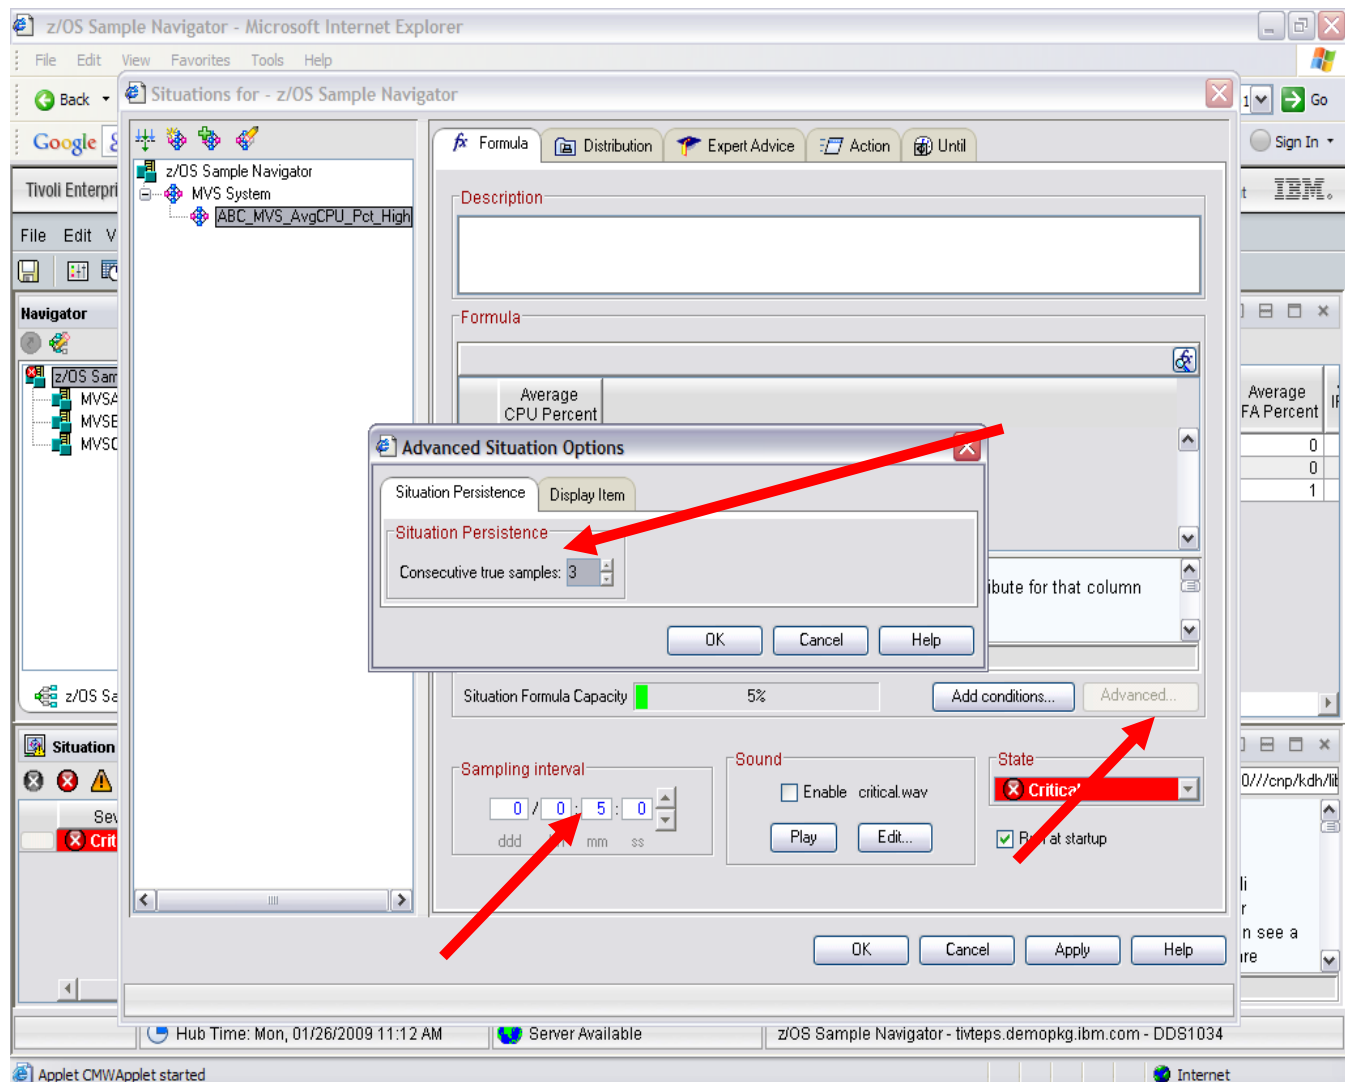 z/OS Sample Navigator - Microsoft Internet Explorer
File Edit View Favorites Tools Help
Back
Go
Google
Sign In
Tivoli Enterpri
IBM.
File Edit V
Navigator
z/OS Sam
MVSA
MVSE
MVSC
z/OS Sa
Situation
Sev
Crit
Situations for - z/OS Sample Navigator
z/OS Sample Navigator
MVS System
ABC_MVS_AvgCPU_Pct_High
Formula Distribution Expert Advice Action Until
Description
Formula
Average
CPU Percent
Average
FA Percent
0
0
1
Advanced Situation Options
Situation Persistence Display Item
Situation Persistence
Consecutive true samples: 3
OK Cancel Help
ibute for that column
Situation Formula Capacity 5% Add conditions... Advanced...
Sampling interval
0 / 0 : 5 : 0
ddd mm ss
Sound
Enable critical.wav
Play Edit...
State
Critical
at startup
0///cnp/kdh/lib
n see a
OK Cancel Apply Help
Hub Time: Mon, 01/26/2009 11:12 AM Server Available z/OS Sample Navigator - tivteps.demopkg.ibm.com - DDS1034
Applet CMWApplet started Internet